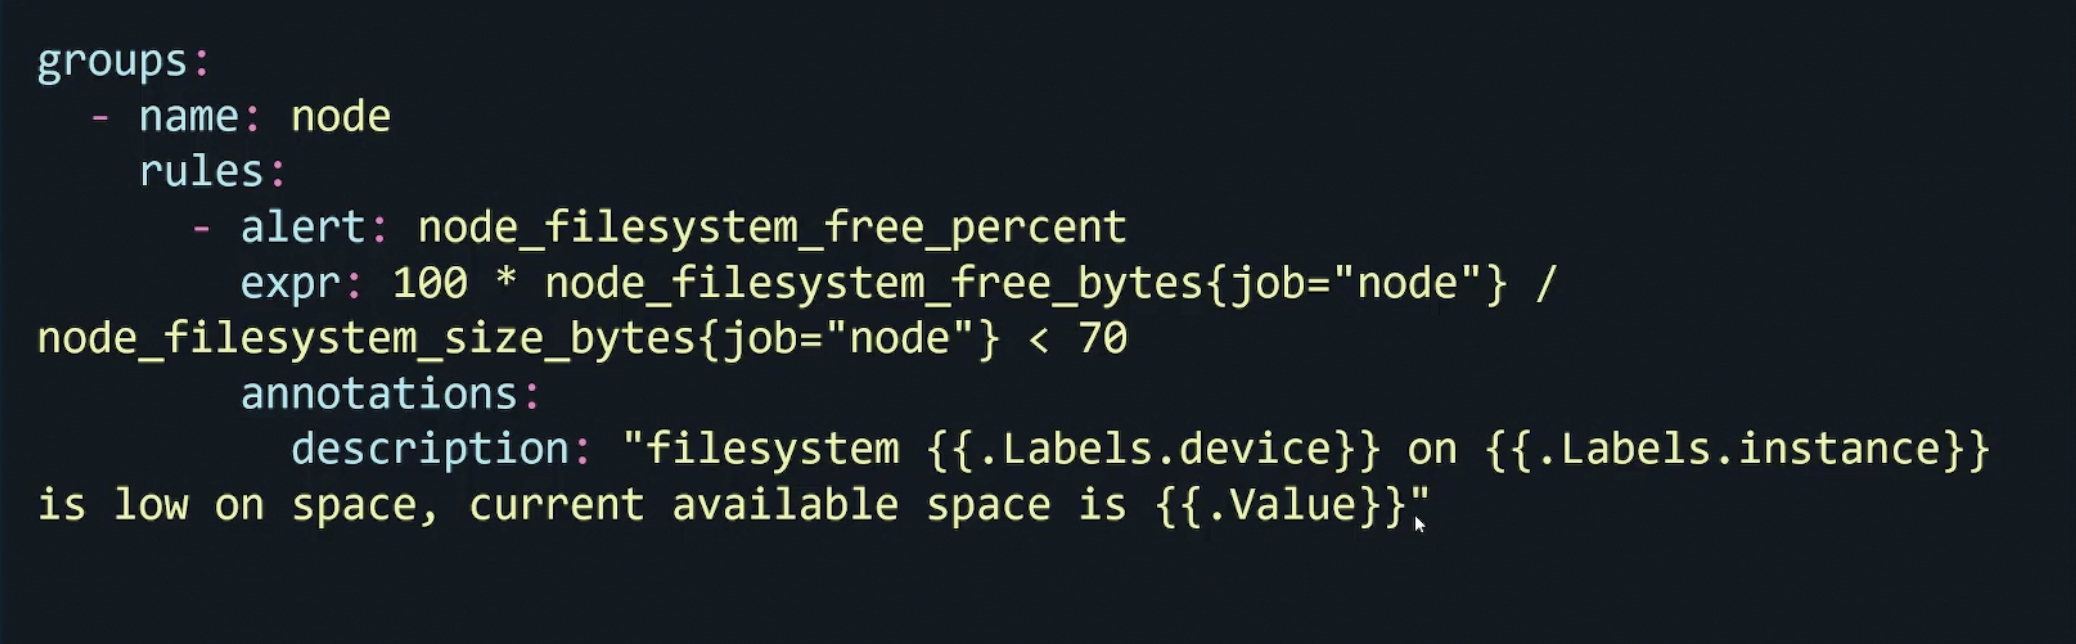 groups:
  - name: node
    rules:
      - alert: node_filesystem_free_percent
        expr: 100 * node_filesystem_free_bytes{job="node"} /
node_filesystem_size_bytes{job="node"} < 70
        annotations:
          description: "filesystem {{.Labels.device}} on {{.Labels.instance}}
is low on space, current available space is {{.Value}}"